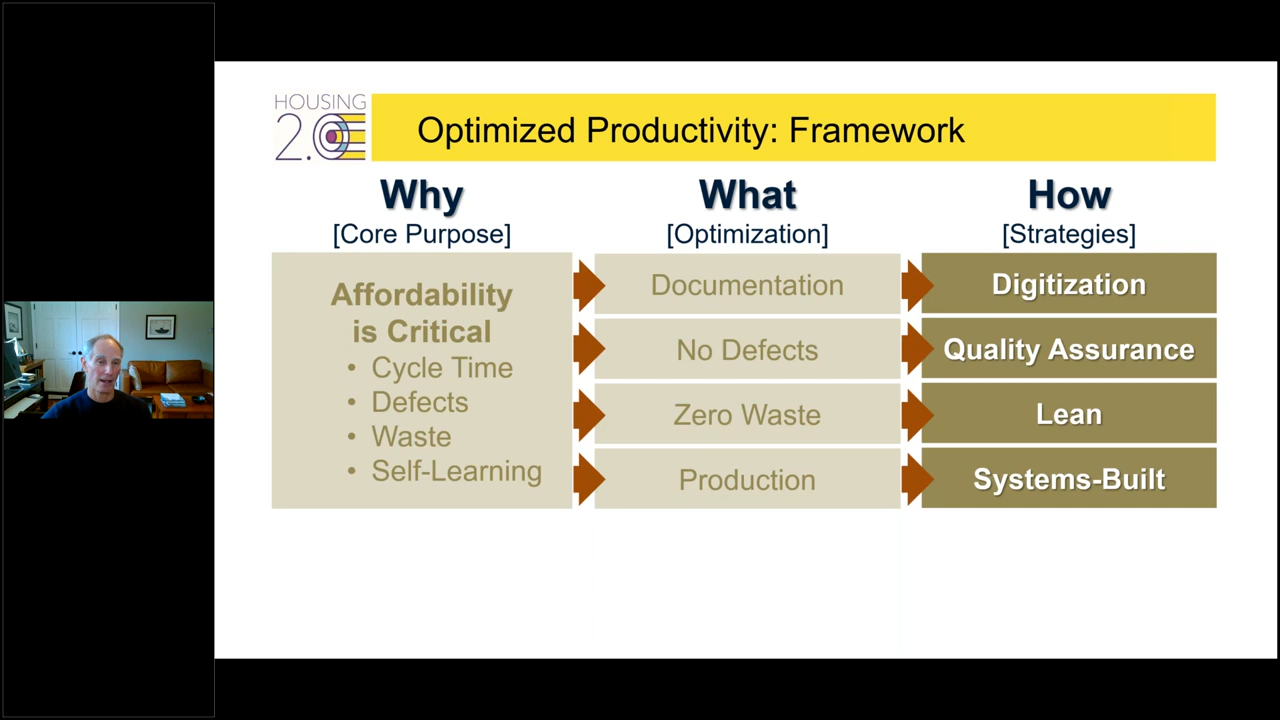 HOUSING
2.0
Optimized Productivity: Framework
Why
[Core Purpose]
Affordability
is Critical
• Cycle Time
• Defects
• Waste
• Self-Learning
What
[Optimization]
Documentation
No Defects
Zero Waste
Production
How
[Strategies]
Digitization
Quality Assurance
Lean
Systems-Built